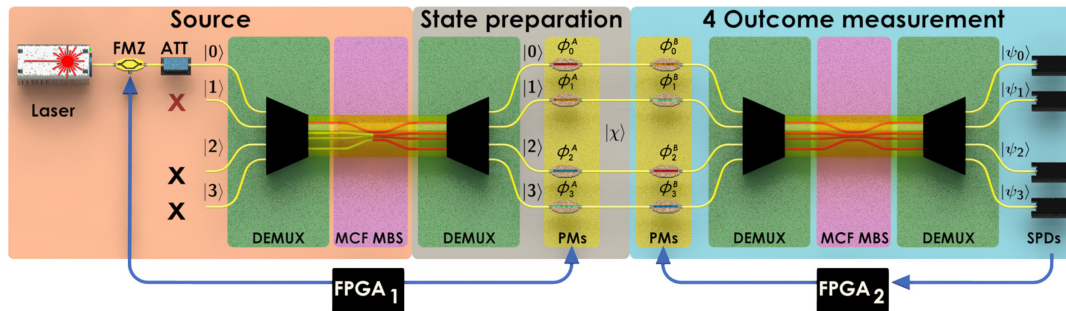 Source
State preparation
4 Outcome measurement
FMZ ATT |0⟩ |0⟩ ϕ₀ᴬ ϕ₀ᴮ |ψ₀⟩
Laser X |1⟩ |1⟩ ϕ₁ᴬ ϕ₁ᴮ |ψ₁⟩
|χ⟩
X |2⟩ |2⟩ ϕ₂ᴬ ϕ₂ᴮ |ψ₂⟩
X |3⟩ |3⟩ ϕ₃ᴬ ϕ₃ᴮ |ψ₃⟩
DEMUX MCF MBS DEMUX PMs PMs DEMUX MCF MBS DEMUX SPDs
FPGA₁ FPGA₂